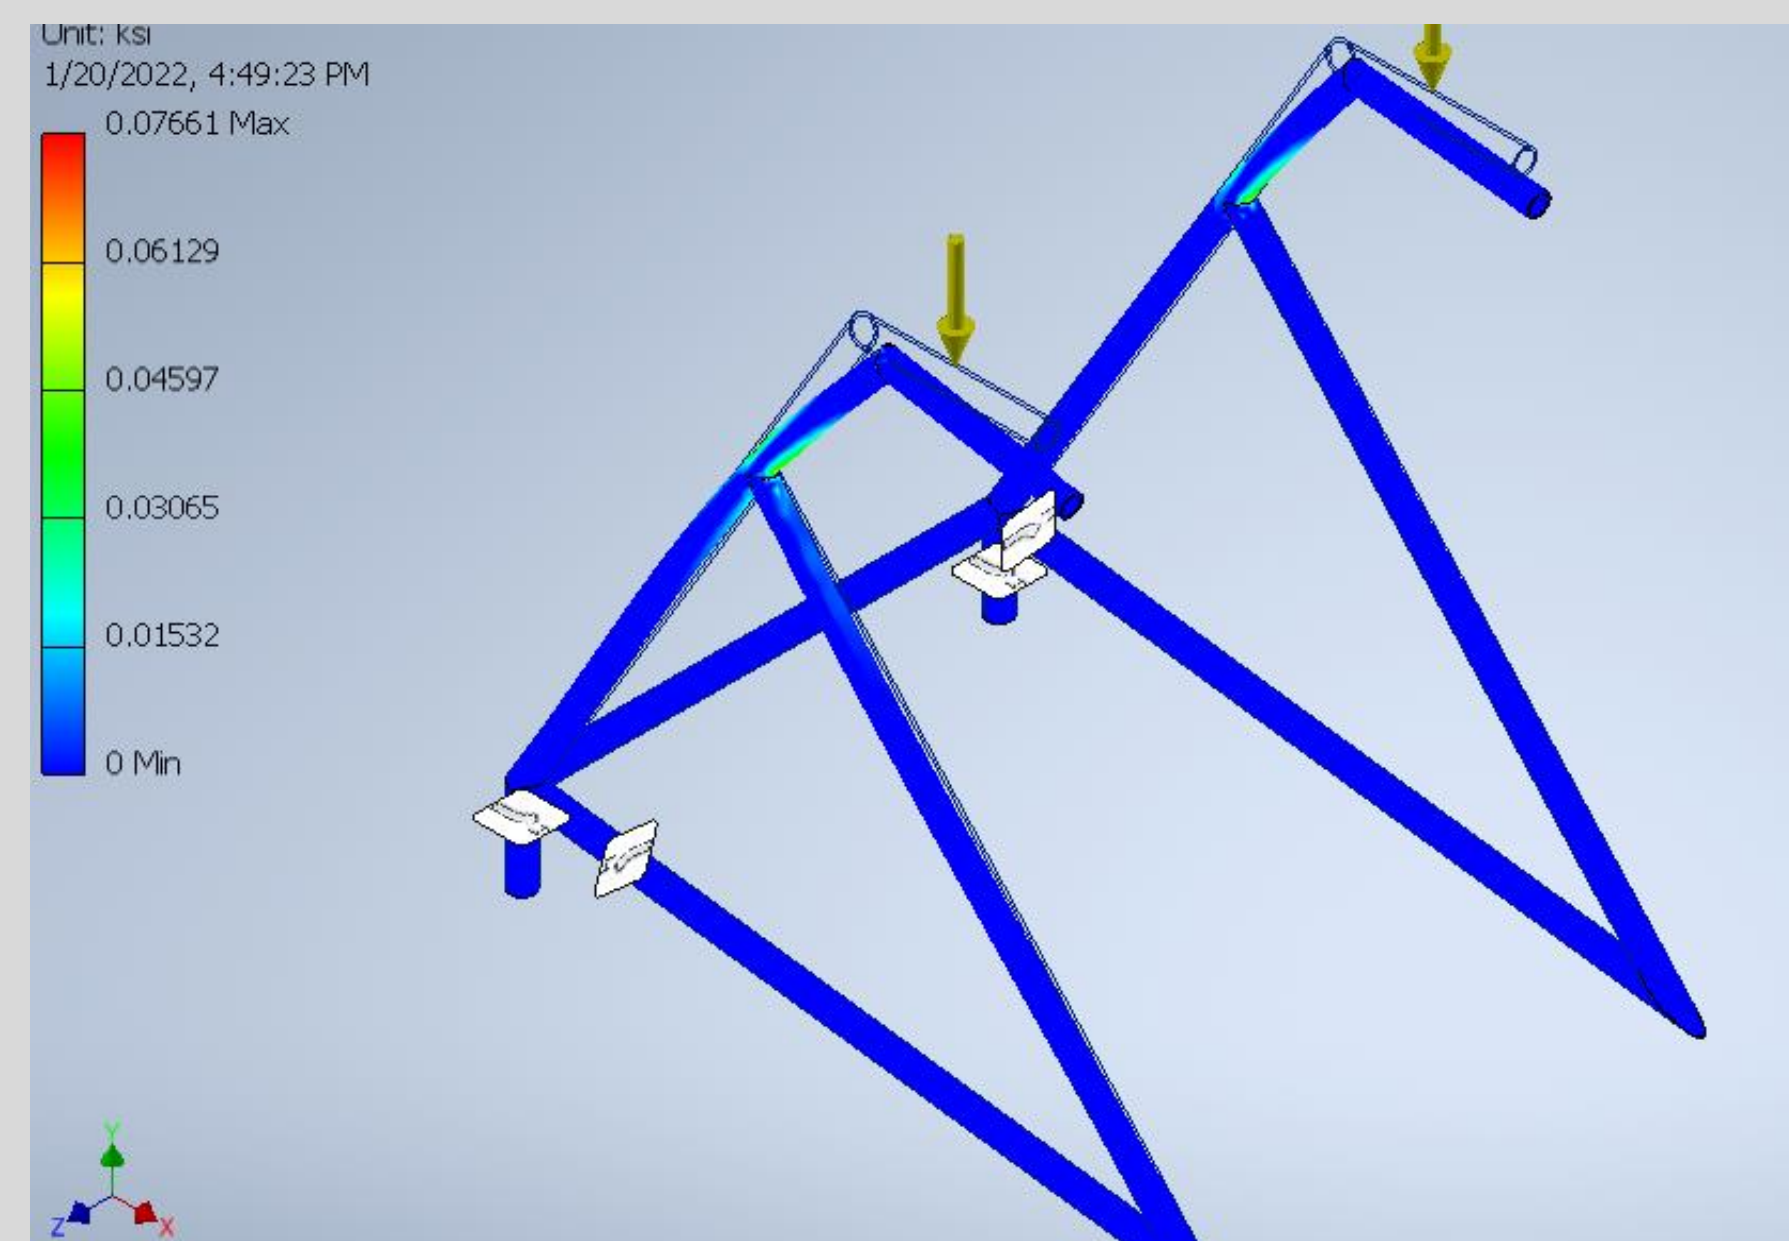 Unit: ksi
1/20/2022, 4:49:23 PM
0.07661 Max
0.06129
0.04597
0.03065
0.01532
0 Min
Y
Z
X